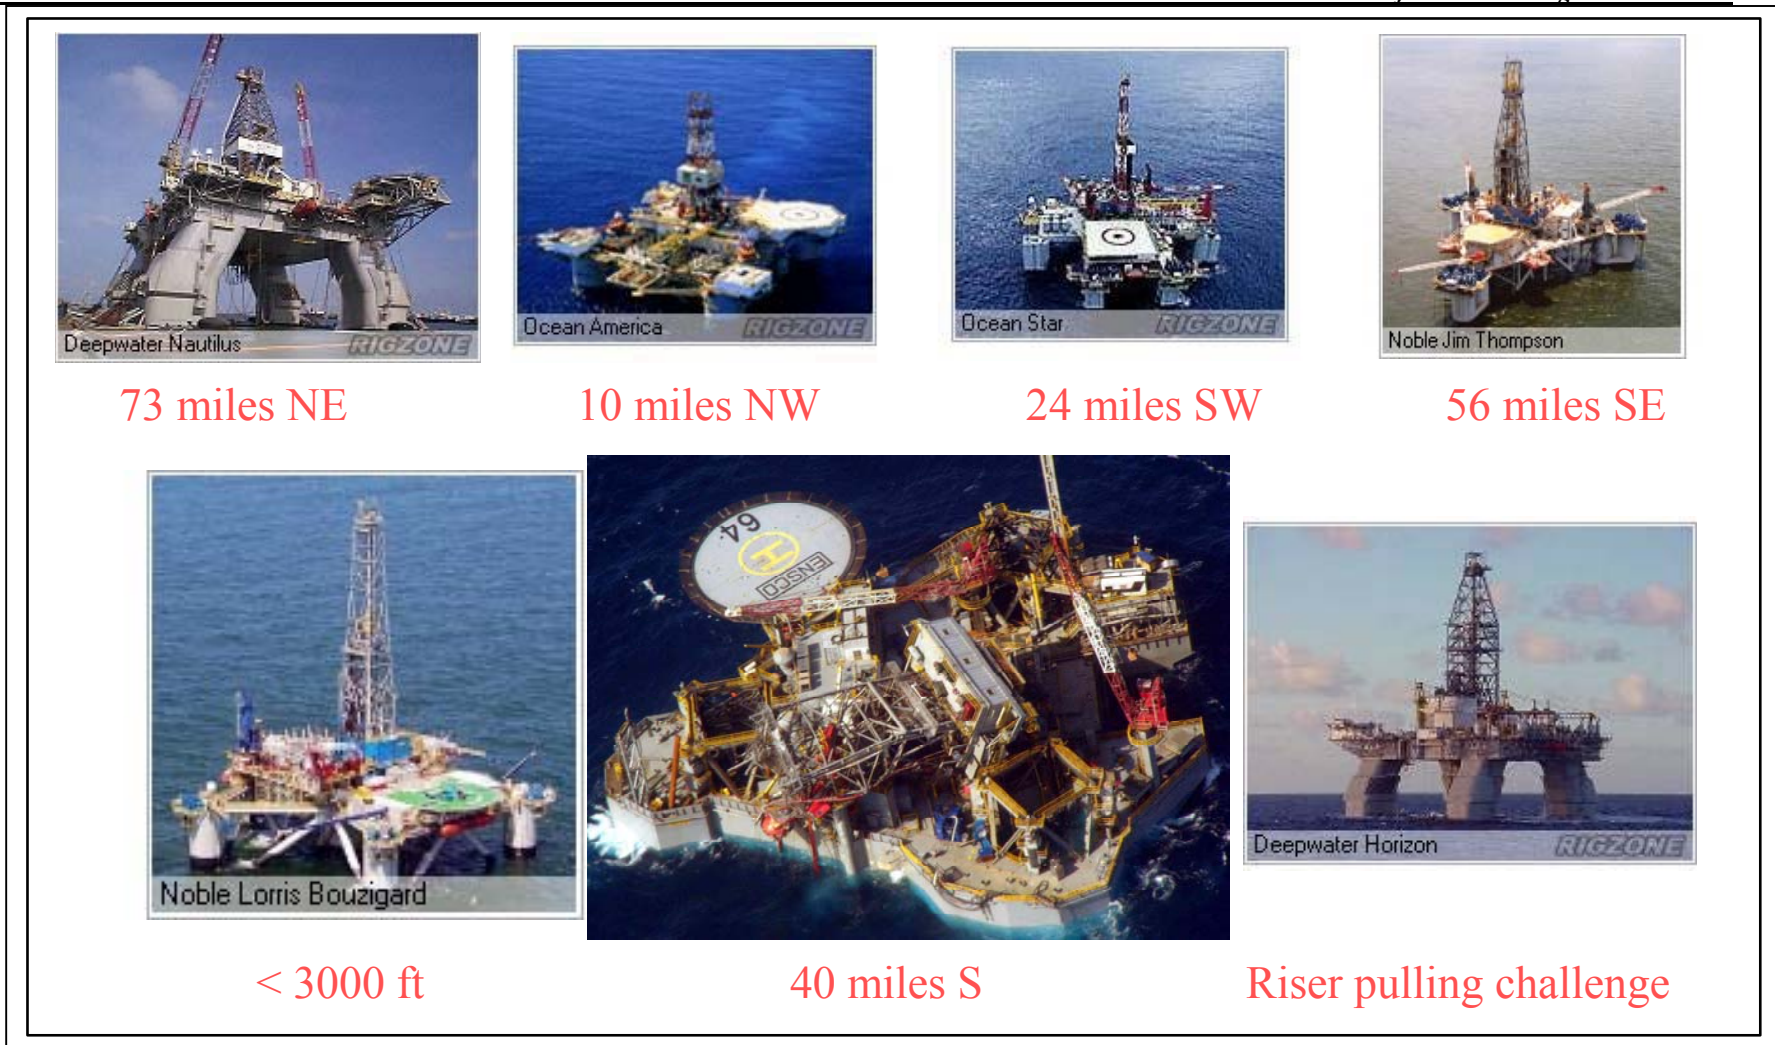 Deepwater Nautilus RIGZONE
Ocean America RIGZONE
Ocean Star RIGZONE
Noble Jim Thompson
73 miles NE
10 miles NW
24 miles SW
56 miles SE
64
ENSCO
H
Noble Lorris Bouzigard
Deepwater Horizon RIGZONE
< 3000 ft
40 miles S
Riser pulling challenge